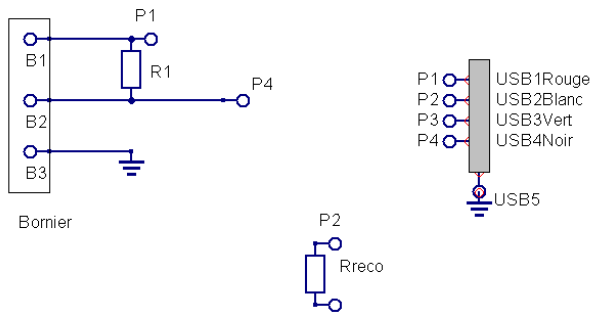 P1
B1
R1
P4
B2
B3
Bornier
P1 USB1Rouge
P2 USB2Blanc
P3 USB3Vert
P4 USB4Noir
USB5
P2
Rreco